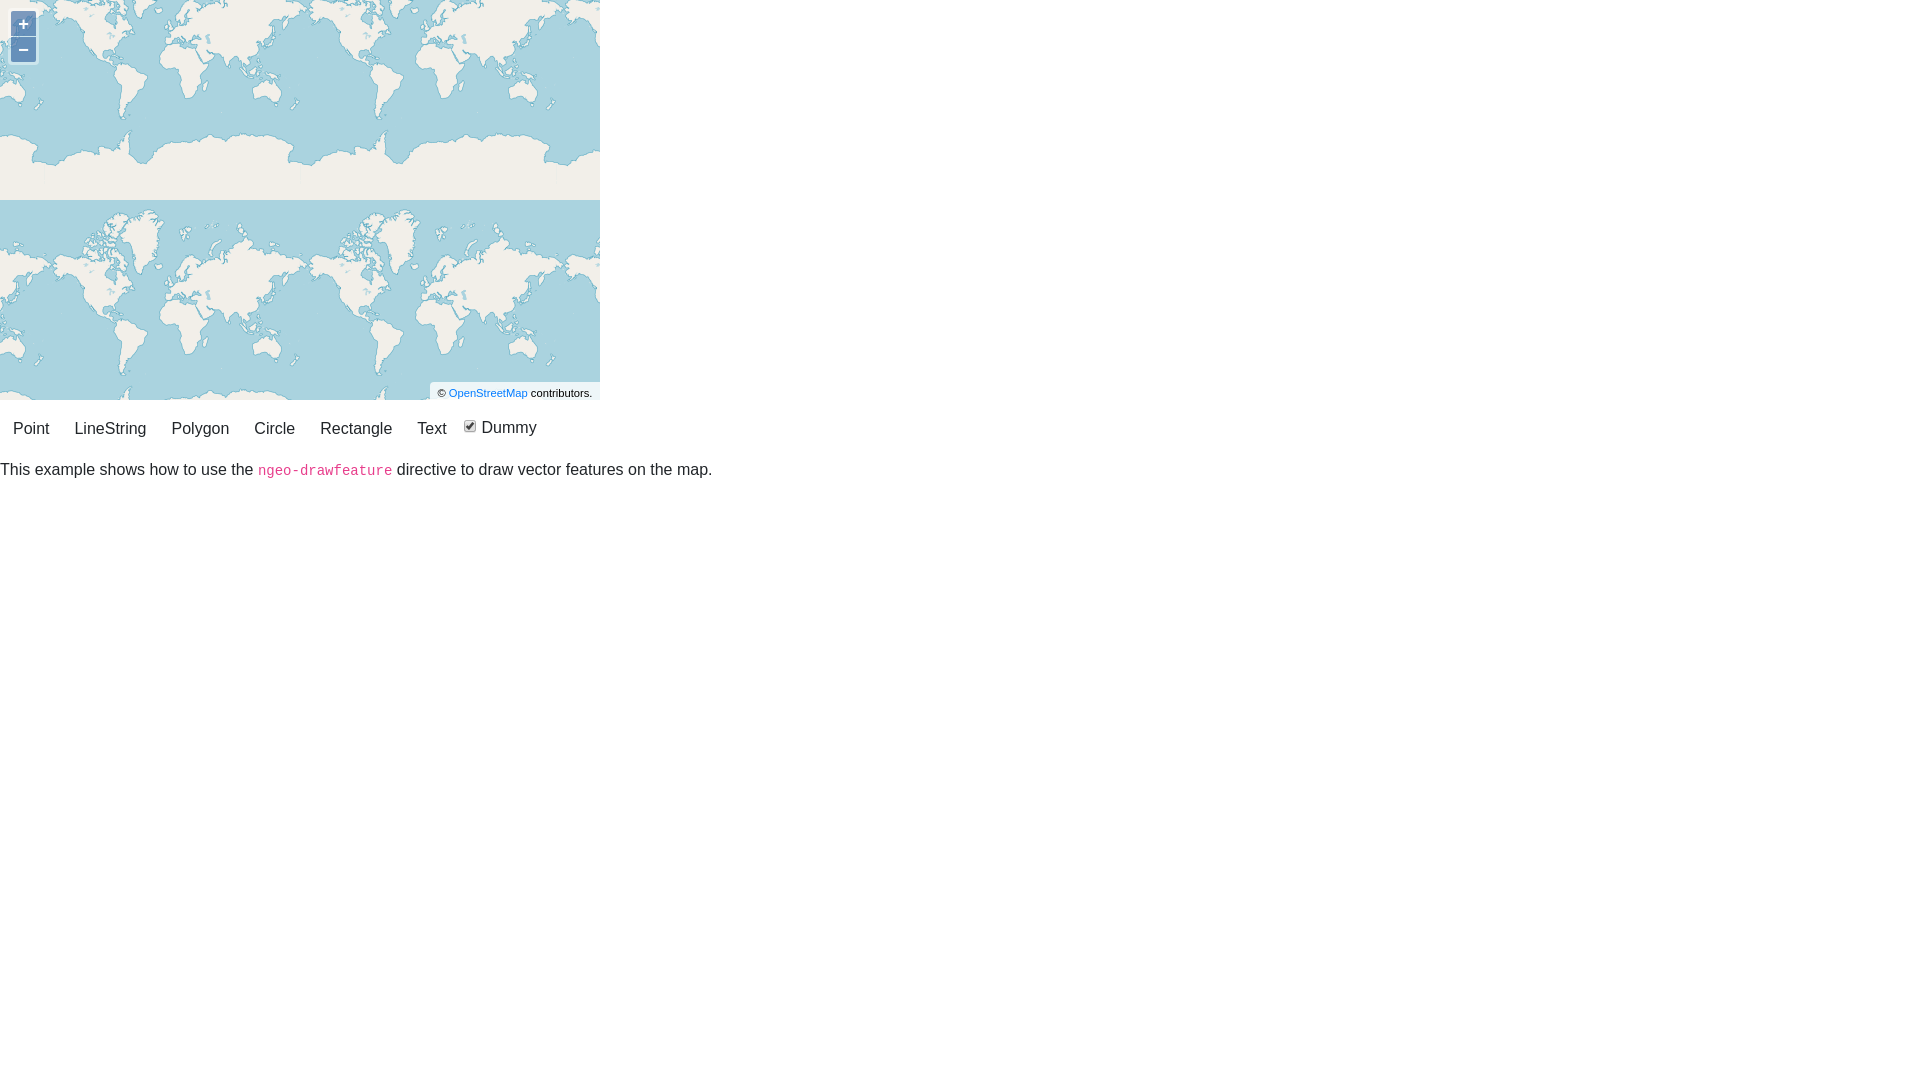 +
−
© OpenStreetMap contributors.
Point LineString Polygon Circle Rectangle Text Dummy
This example shows how to use the ngeo-drawfeature directive to draw vector features on the map.